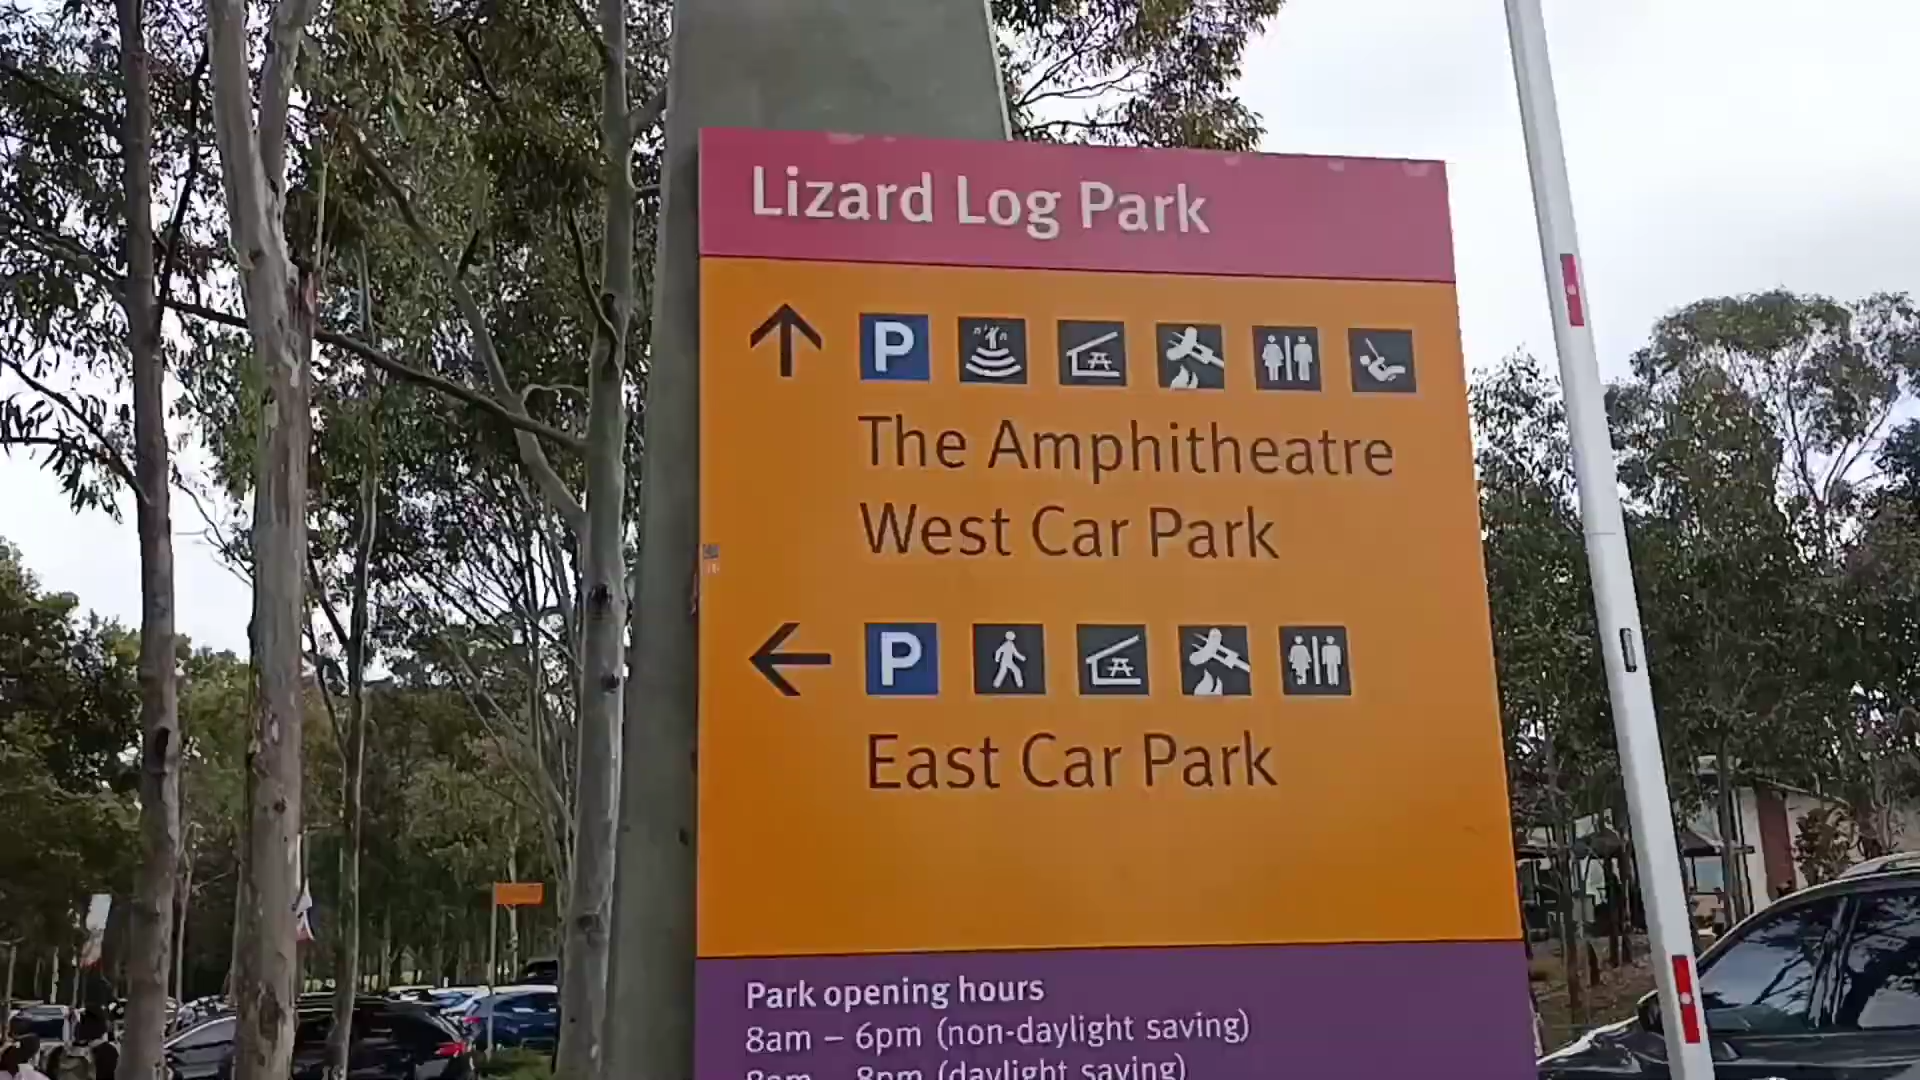 Lizard Log Park
P
The Amphitheatre
West Car Park
P
East Car Park
Park opening hours
8am – 6pm (non-daylight saving)
8am – 8pm (daylight saving)